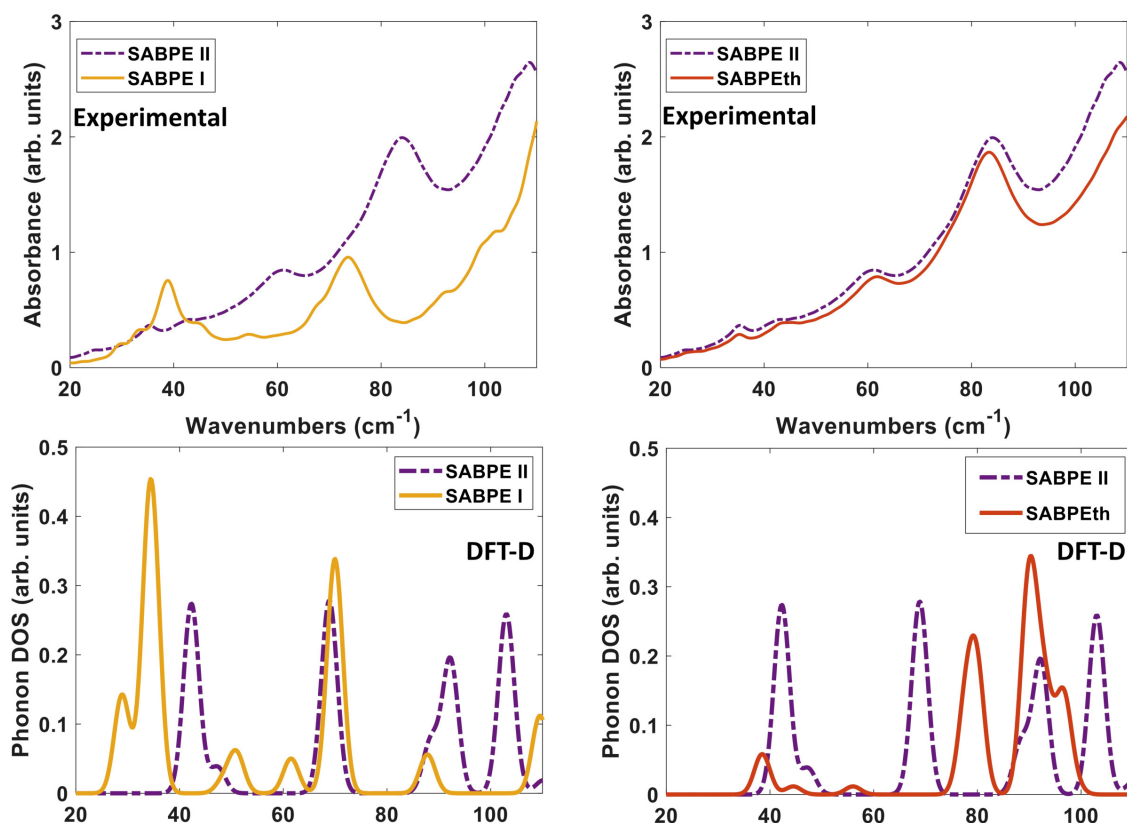 3
2
1
0
Absorbance (arb. units)
SABPE II
SABPE I
Experimental
20 40 60 80 100
Wavenumbers (cm-1)
3
2
1
0
Absorbance (arb. units)
SABPE II
SABPEth
Experimental
20 40 60 80 100
Wavenumbers (cm-1)
0.5
0.4
0.3
0.2
0.1
0
Phonon DOS (arb. units)
SABPE II
SABPE I
DFT-D
20 40 60 80 100
0.5
0.4
0.3
0.2
0.1
0
Phonon DOS (arb. units)
SABPE II
SABPEth
DFT-D
20 40 60 80 100